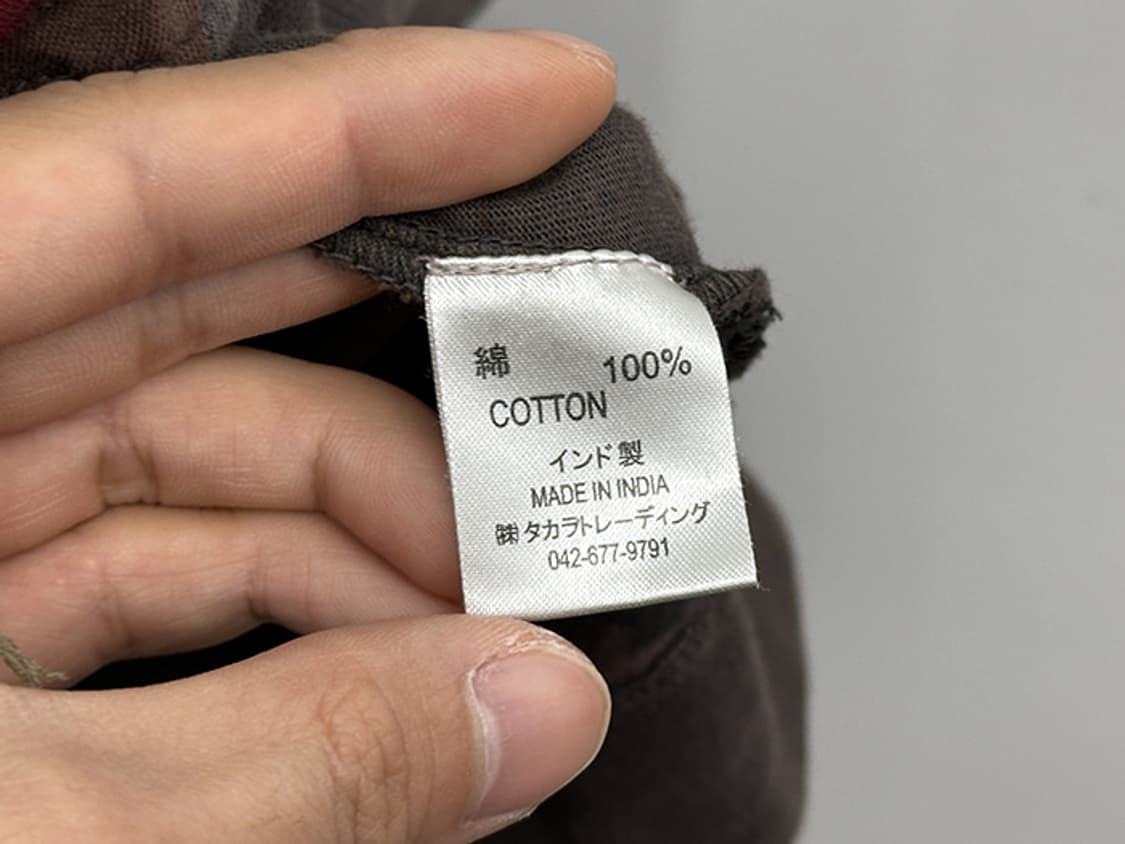 綿 100%
COTTON
インド製
MADE IN INDIA
㈱タカラトレーディング
042-677-9791